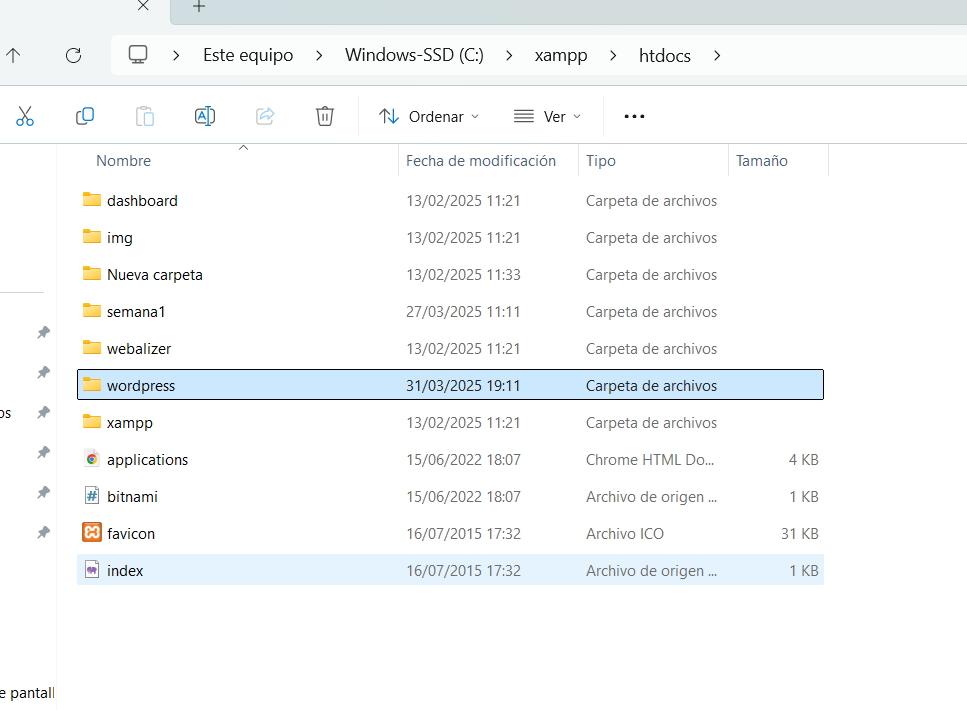 Este equipo > Windows-SSD (C:) > xampp > htdocs >
Ordenar Ver
Nombre Fecha de modificación Tipo Tamaño
dashboard 13/02/2025 11:21 Carpeta de archivos
img 13/02/2025 11:21 Carpeta de archivos
Nueva carpeta 13/02/2025 11:33 Carpeta de archivos
semana1 27/03/2025 11:11 Carpeta de archivos
webalizer 13/02/2025 11:21 Carpeta de archivos
wordpress 31/03/2025 19:11 Carpeta de archivos
os
xampp 13/02/2025 11:21 Carpeta de archivos
applications 15/06/2022 18:07 Chrome HTML Do... 4 KB
bitnami 15/06/2022 18:07 Archivo de origen ... 1 KB
favicon 16/07/2015 17:32 Archivo ICO 31 KB
index 16/07/2015 17:32 Archivo de origen ... 1 KB
e pantall